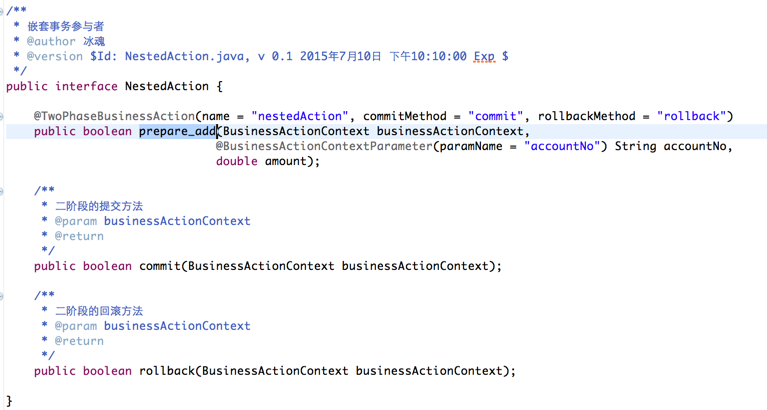 /**
 * 嵌套事务参与者
 * @author 冰魂
 * @version $Id: NestedAction.java, v 0.1 2015年7月10日 下午10:10:00 Exp $
 */
public interface NestedAction {
    @TwoPhaseBusinessAction(name = "nestedAction", commitMethod = "commit", rollbackMethod = "rollback")
    public boolean prepare_add(BusinessActionContext businessActionContext,
                               @BusinessActionContextParameter(paramName = "accountNo") String accountNo,
                               double amount);
    /**
     * 二阶段的提交方法
     * @param businessActionContext
     * @return
     */
    public boolean commit(BusinessActionContext businessActionContext);
    /**
     * 二阶段的回滚方法
     * @param businessActionContext
     * @return
     */
    public boolean rollback(BusinessActionContext businessActionContext);
}